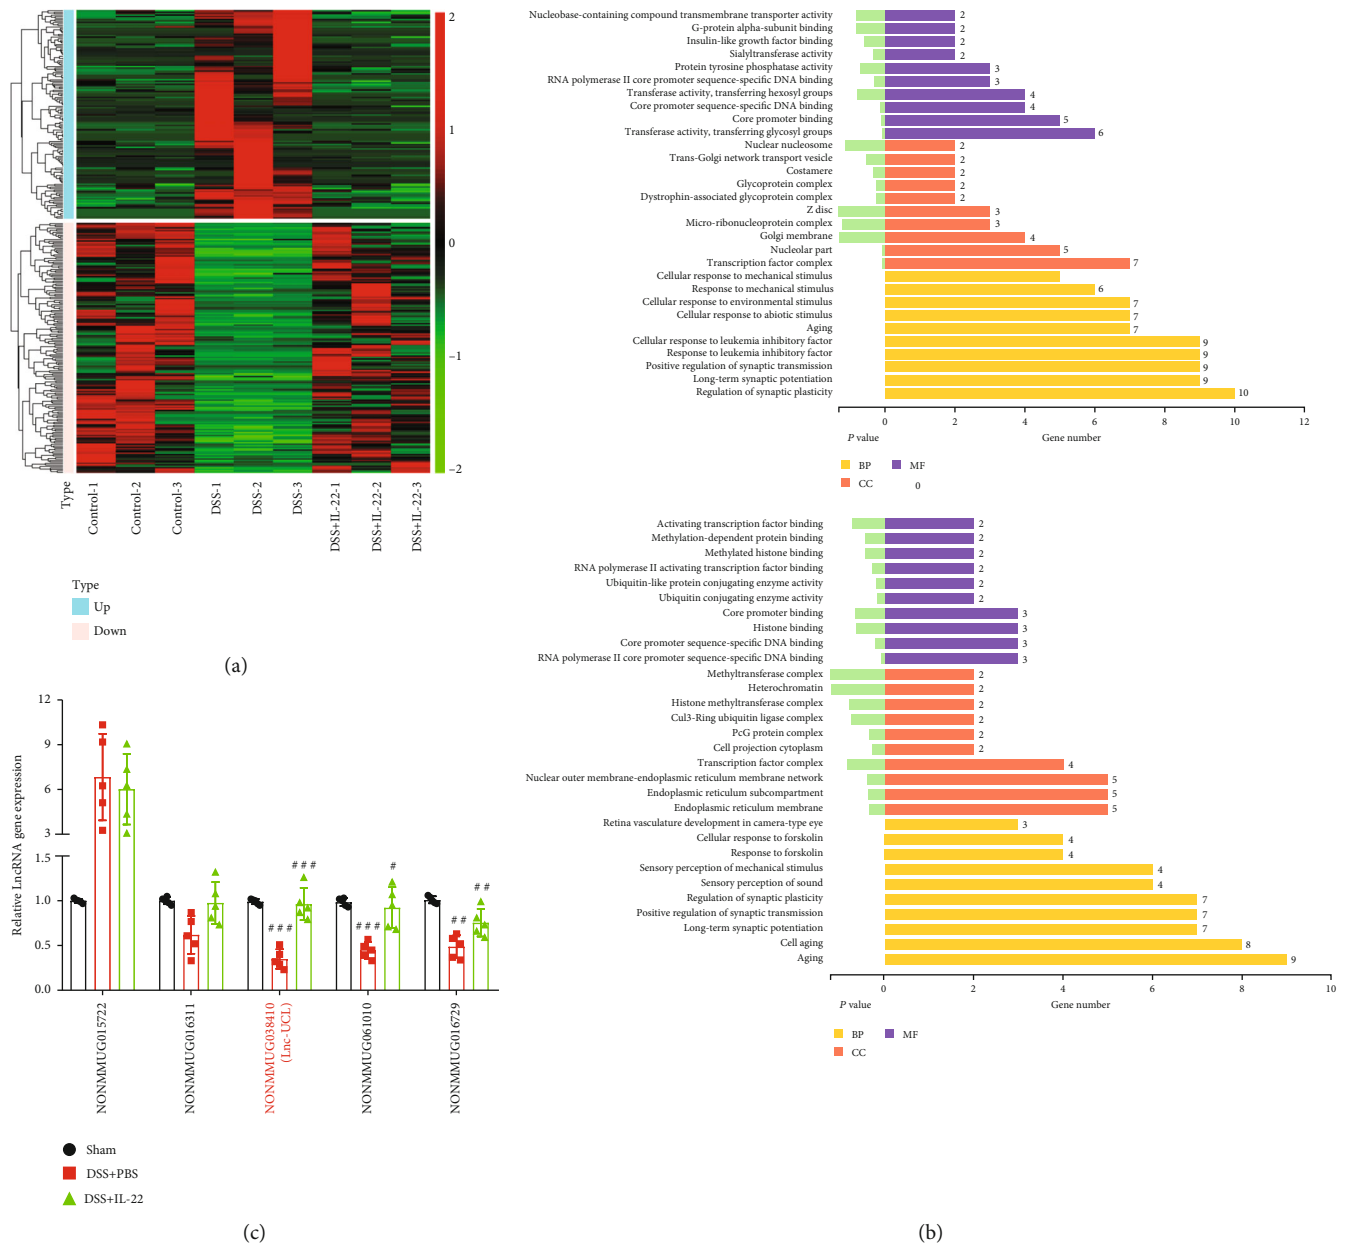 2
1
0
−1
−2
Type
Control-1
Control-2
Control-3
DSS-1
DSS-2
DSS-3
DSS+IL-22-1
DSS+IL-22-2
DSS+IL-22-3
Type
Up
Down
(a)
Nucleobase-containing compound transmembrane transporter activity 2
G-protein alpha-subunit binding 2
Insulin-like growth factor binding 2
Sialyltransferase activity 2
Protein tyrosine phosphatase activity 3
RNA polymerase II core promoter sequence-specific DNA binding 3
Transferase activity, transferring hexosyl groups 4
Core promoter sequence-specific DNA binding 4
Core promoter binding 5
Transferase activity, transferring glycosyl groups 6
Nuclear nucleosome 2
Trans-Golgi network transport vesicle 2
Costamere 2
Glycoprotein complex 2
Dystrophin-associated glycoprotein complex 2
Z disc 3
Micro-ribonucleoprotein complex 3
Golgi membrane 4
Nucleolar part 5
Transcription factor complex 7
Cellular response to mechanical stimulus
Response to mechanical stimulus 6
Cellular response to environmental stimulus 7
Cellular response to abiotic stimulus 7
Aging 7
Cellular response to leukemia inhibitory factor 9
Response to leukemia inhibitory factor 9
Positive regulation of synaptic transmission 9
Long-term synaptic potentiation 9
Regulation of synaptic plasticity 10
0 2 4 6 8 10 12
P value Gene number
BP MF
CC 0
Activating transcription factor binding 2
Methylation-dependent protein binding 2
Methylated histone binding 2
RNA polymerase II activating transcription factor binding 2
Ubiquitin-like protein conjugating enzyme activity 2
Ubiquitin conjugating enzyme activity 2
Core promoter binding 3
Histone binding 3
Core promoter sequence-specific DNA binding 3
RNA polymerase II core promoter sequence-specific DNA binding 3
Methyltransferase complex 2
Heterochromatin 2
Histone methyltransferase complex 2
Cul3-Ring ubiquitin ligase complex 2
PcG protein complex 2
Cell projection cytoplasm 2
Transcription factor complex 4
Nuclear outer membrane-endoplasmic reticulum membrane network 5
Endoplasmic reticulum subcompartment 5
Endoplasmic reticulum membrane 5
Retina vasculature development in camera-type eye 3
Cellular response to forskolin 4
Response to forskolin 4
Sensory perception of mechanical stimulus 4
Sensory perception of sound 4
Regulation of synaptic plasticity 7
Positive regulation of synaptic transmission 7
Long-term synaptic potentiation 7
Cell aging 8
Aging 9
0 2 4 6 8 10
P value Gene number
BP MF
CC
(b)
Relative LncRNA gene expression
12
9
6
3
1.5
1.0
0.5
0.0
# # #
# # #
# # #
#
# #
# #
NONMMUG015722
NONMMUG016311
NONMMUG038410
(Lnc-UCL)
NONMMUG061010
NONMMUG016729
Sham
DSS+PBS
DSS+IL-22
(c)